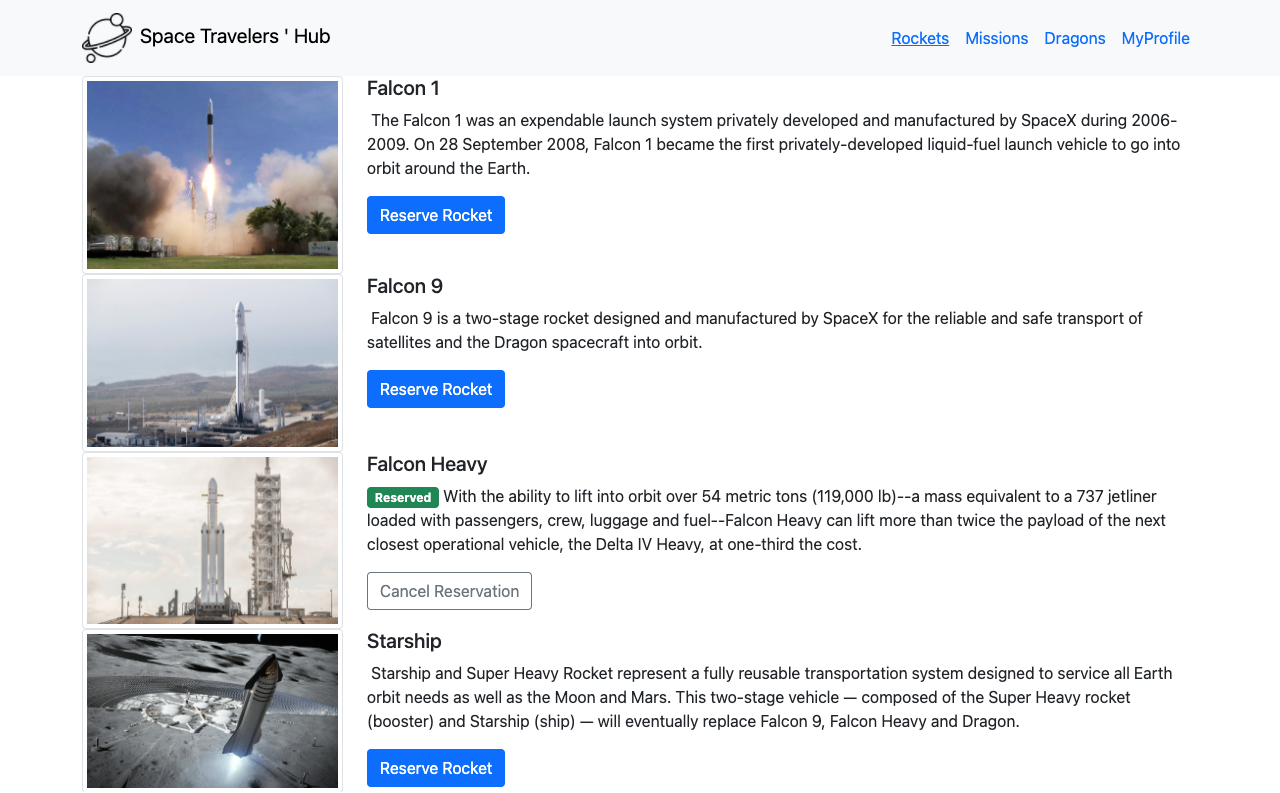 Space Travelers ' Hub
Rockets Missions Dragons MyProfile
Falcon 1
The Falcon 1 was an expendable launch system privately developed and manufactured by SpaceX during 2006-
2009. On 28 September 2008, Falcon 1 became the first privately-developed liquid-fuel launch vehicle to go into
orbit around the Earth.
Reserve Rocket
Falcon 9
Falcon 9 is a two-stage rocket designed and manufactured by SpaceX for the reliable and safe transport of
satellites and the Dragon spacecraft into orbit.
Reserve Rocket
Falcon Heavy
Reserved With the ability to lift into orbit over 54 metric tons (119,000 lb)--a mass equivalent to a 737 jetliner
loaded with passengers, crew, luggage and fuel--Falcon Heavy can lift more than twice the payload of the next
closest operational vehicle, the Delta IV Heavy, at one-third the cost.
Cancel Reservation
Starship
Starship and Super Heavy Rocket represent a fully reusable transportation system designed to service all Earth
orbit needs as well as the Moon and Mars. This two-stage vehicle — composed of the Super Heavy rocket
(booster) and Starship (ship) — will eventually replace Falcon 9, Falcon Heavy and Dragon.
Reserve Rocket